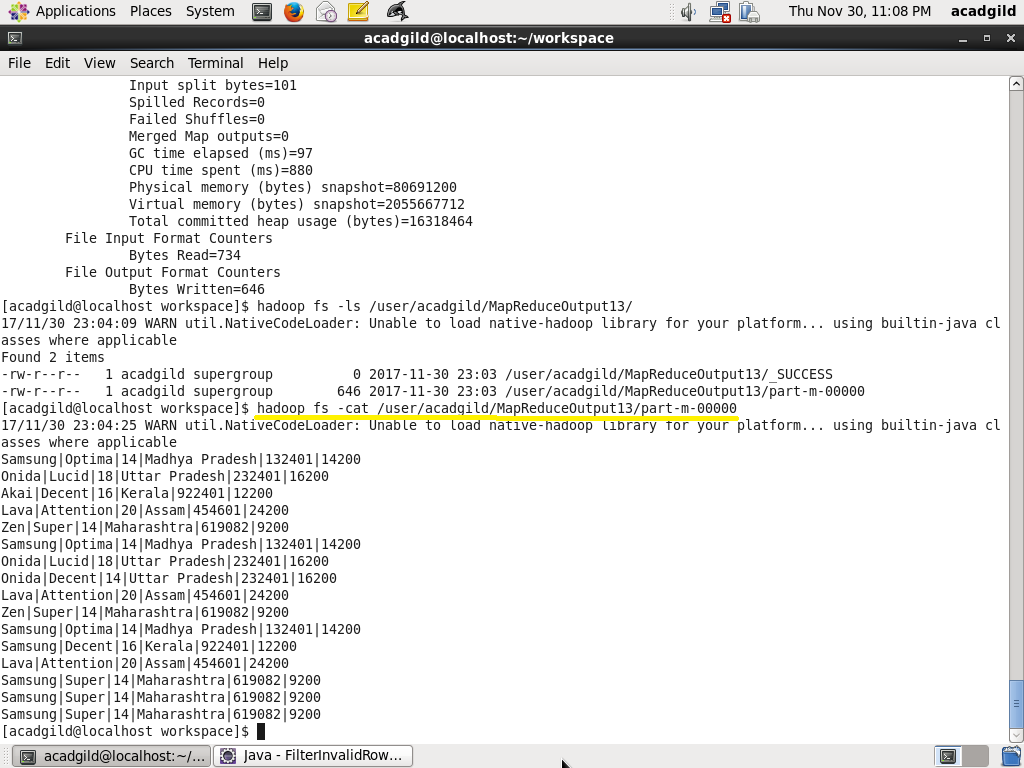 Applications Places System Thu Nov 30, 11:08 PM acadgild
acadgild@localhost:~/workspace
File Edit View Search Terminal Help
Input split bytes=101
Spilled Records=0
Failed Shuffles=0
Merged Map outputs=0
GC time elapsed (ms)=97
CPU time spent (ms)=880
Physical memory (bytes) snapshot=80691200
Virtual memory (bytes) snapshot=2055667712
Total committed heap usage (bytes)=16318464
File Input Format Counters
Bytes Read=734
File Output Format Counters
Bytes Written=646
[acadgild@localhost workspace]$ hadoop fs -ls /user/acadgild/MapReduceOutput13/
17/11/30 23:04:09 WARN util.NativeCodeLoader: Unable to load native-hadoop library for your platform... using builtin-java cl
asses where applicable
Found 2 items
-rw-r--r--   1 acadgild supergroup          0 2017-11-30 23:03 /user/acadgild/MapReduceOutput13/_SUCCESS
-rw-r--r--   1 acadgild supergroup        646 2017-11-30 23:03 /user/acadgild/MapReduceOutput13/part-m-00000
[acadgild@localhost workspace]$ hadoop fs -cat /user/acadgild/MapReduceOutput13/part-m-00000
17/11/30 23:04:25 WARN util.NativeCodeLoader: Unable to load native-hadoop library for your platform... using builtin-java cl
asses where applicable
Samsung|Optima|14|Madhya Pradesh|132401|14200
Onida|Lucid|18|Uttar Pradesh|232401|16200
Akai|Decent|16|Kerala|922401|12200
Lava|Attention|20|Assam|454601|24200
Zen|Super|14|Maharashtra|619082|9200
Samsung|Optima|14|Madhya Pradesh|132401|14200
Onida|Lucid|18|Uttar Pradesh|232401|16200
Onida|Decent|14|Uttar Pradesh|232401|16200
Lava|Attention|20|Assam|454601|24200
Zen|Super|14|Maharashtra|619082|9200
Samsung|Optima|14|Madhya Pradesh|132401|14200
Samsung|Decent|16|Kerala|922401|12200
Lava|Attention|20|Assam|454601|24200
Samsung|Super|14|Maharashtra|619082|9200
Samsung|Super|14|Maharashtra|619082|9200
Samsung|Super|14|Maharashtra|619082|9200
[acadgild@localhost workspace]$
acadgild@localhost:~/... Java - FilterInvalidRow...